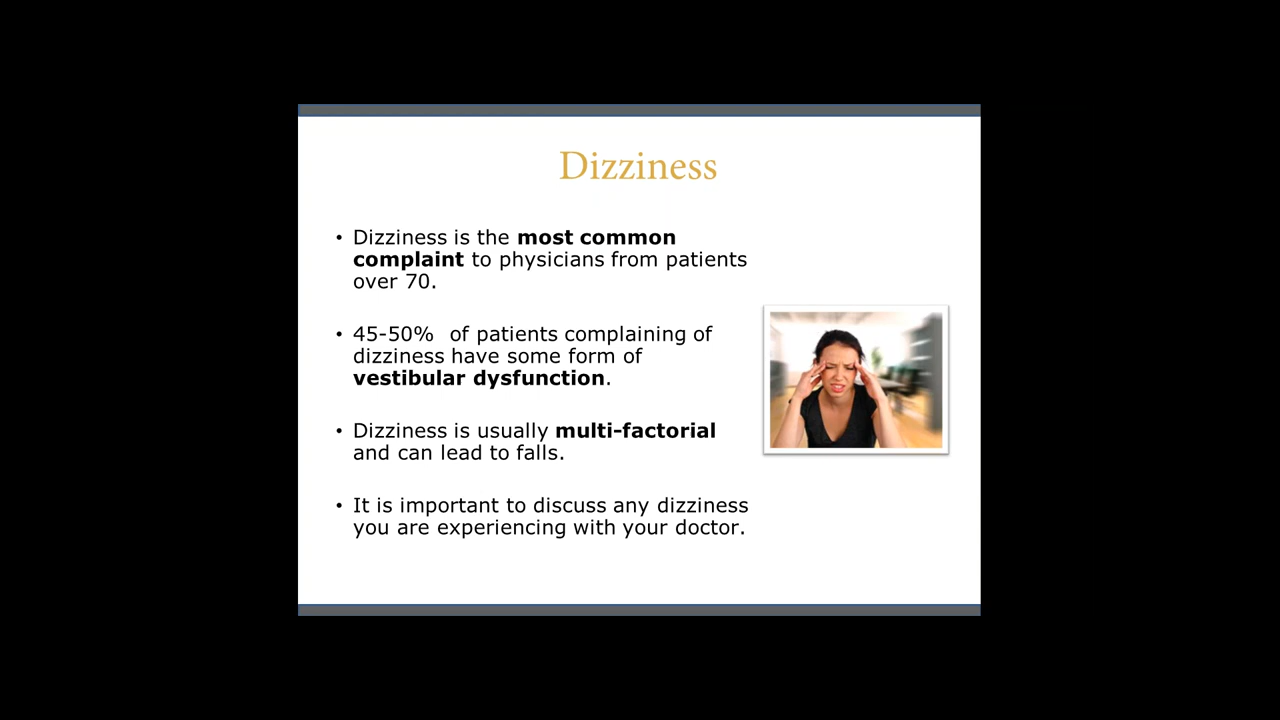 Dizziness
• Dizziness is the most common
complaint to physicians from patients
over 70.
• 45-50%  of patients complaining of
dizziness have some form of
vestibular dysfunction.
• Dizziness is usually multi-factorial
and can lead to falls.
• It is important to discuss any dizziness
you are experiencing with your doctor.